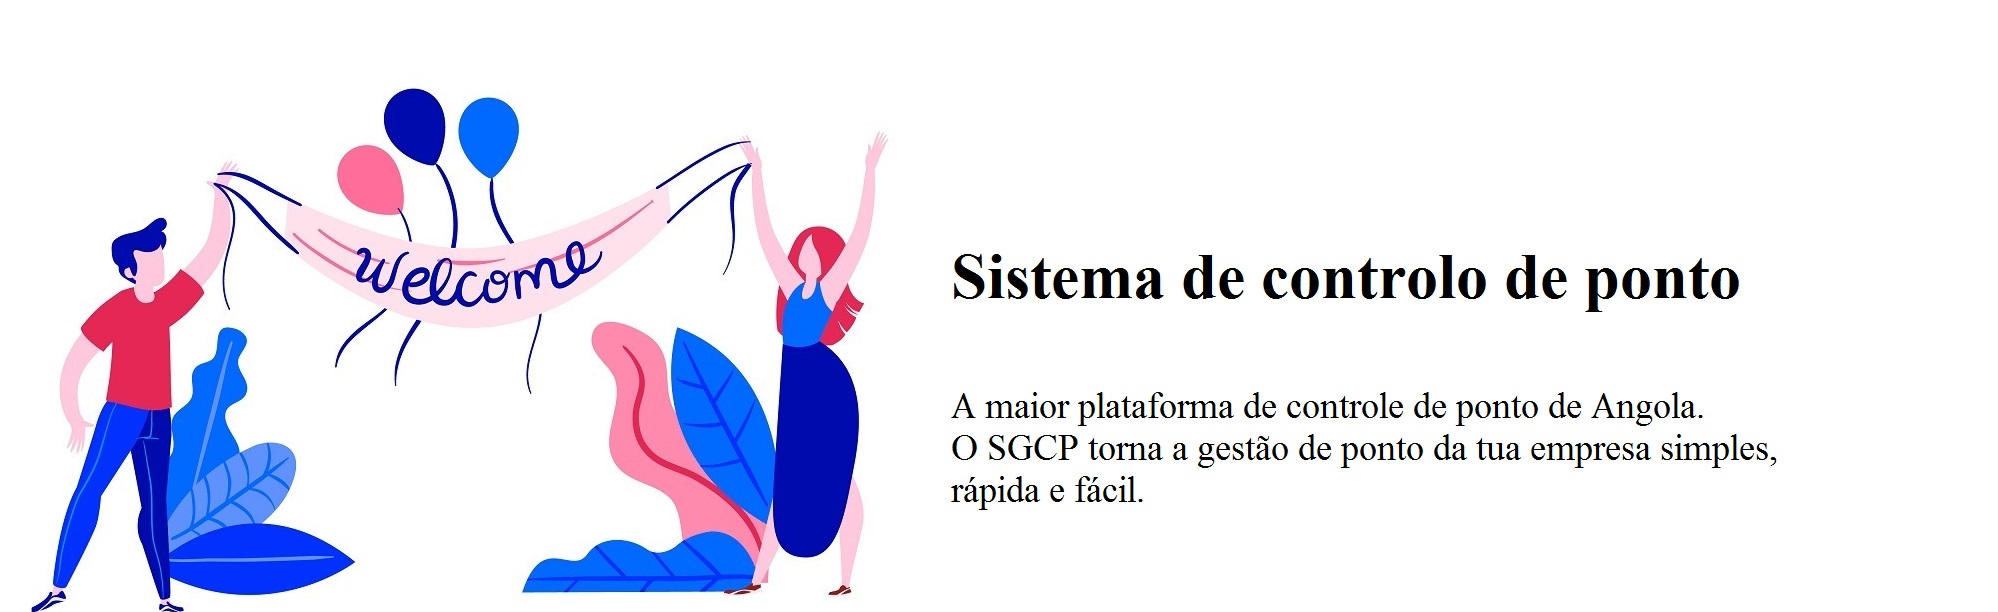 welcome
Sistema de controlo de ponto
A maior plataforma de controle de ponto de Angola.
O SGCP torna a gestão de ponto da tua empresa simples,
rápida e fácil.